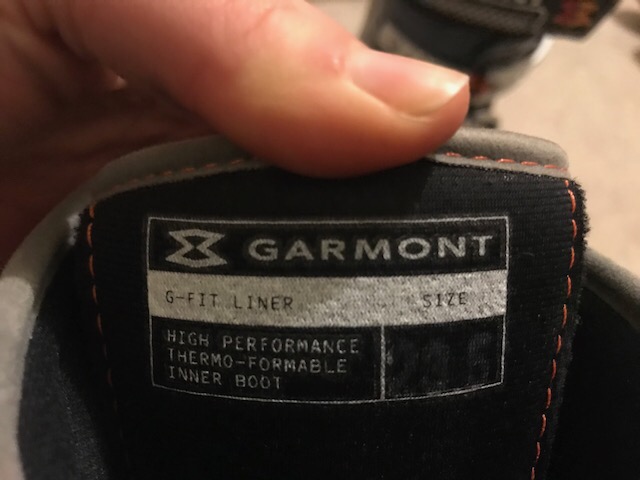 GARMONT
G-FIT LINER SIZE
HIGH PERFORMANCE
THERMO-FORMABLE
INNER BOOT